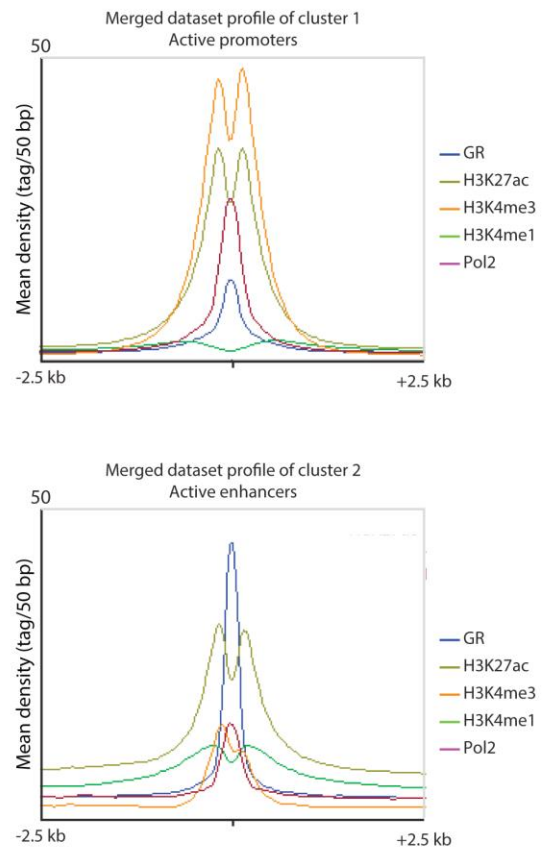 Merged dataset profile of cluster 1
Active promoters
50
Mean density (tag/50 bp)
GR
H3K27ac
H3K4me3
H3K4me1
Pol2
-2.5 kb
+2.5 kb
Merged dataset profile of cluster 2
Active enhancers
50
Mean density (tag/50 bp)
GR
H3K27ac
H3K4me3
H3K4me1
Pol2
-2.5 kb
+2.5 kb